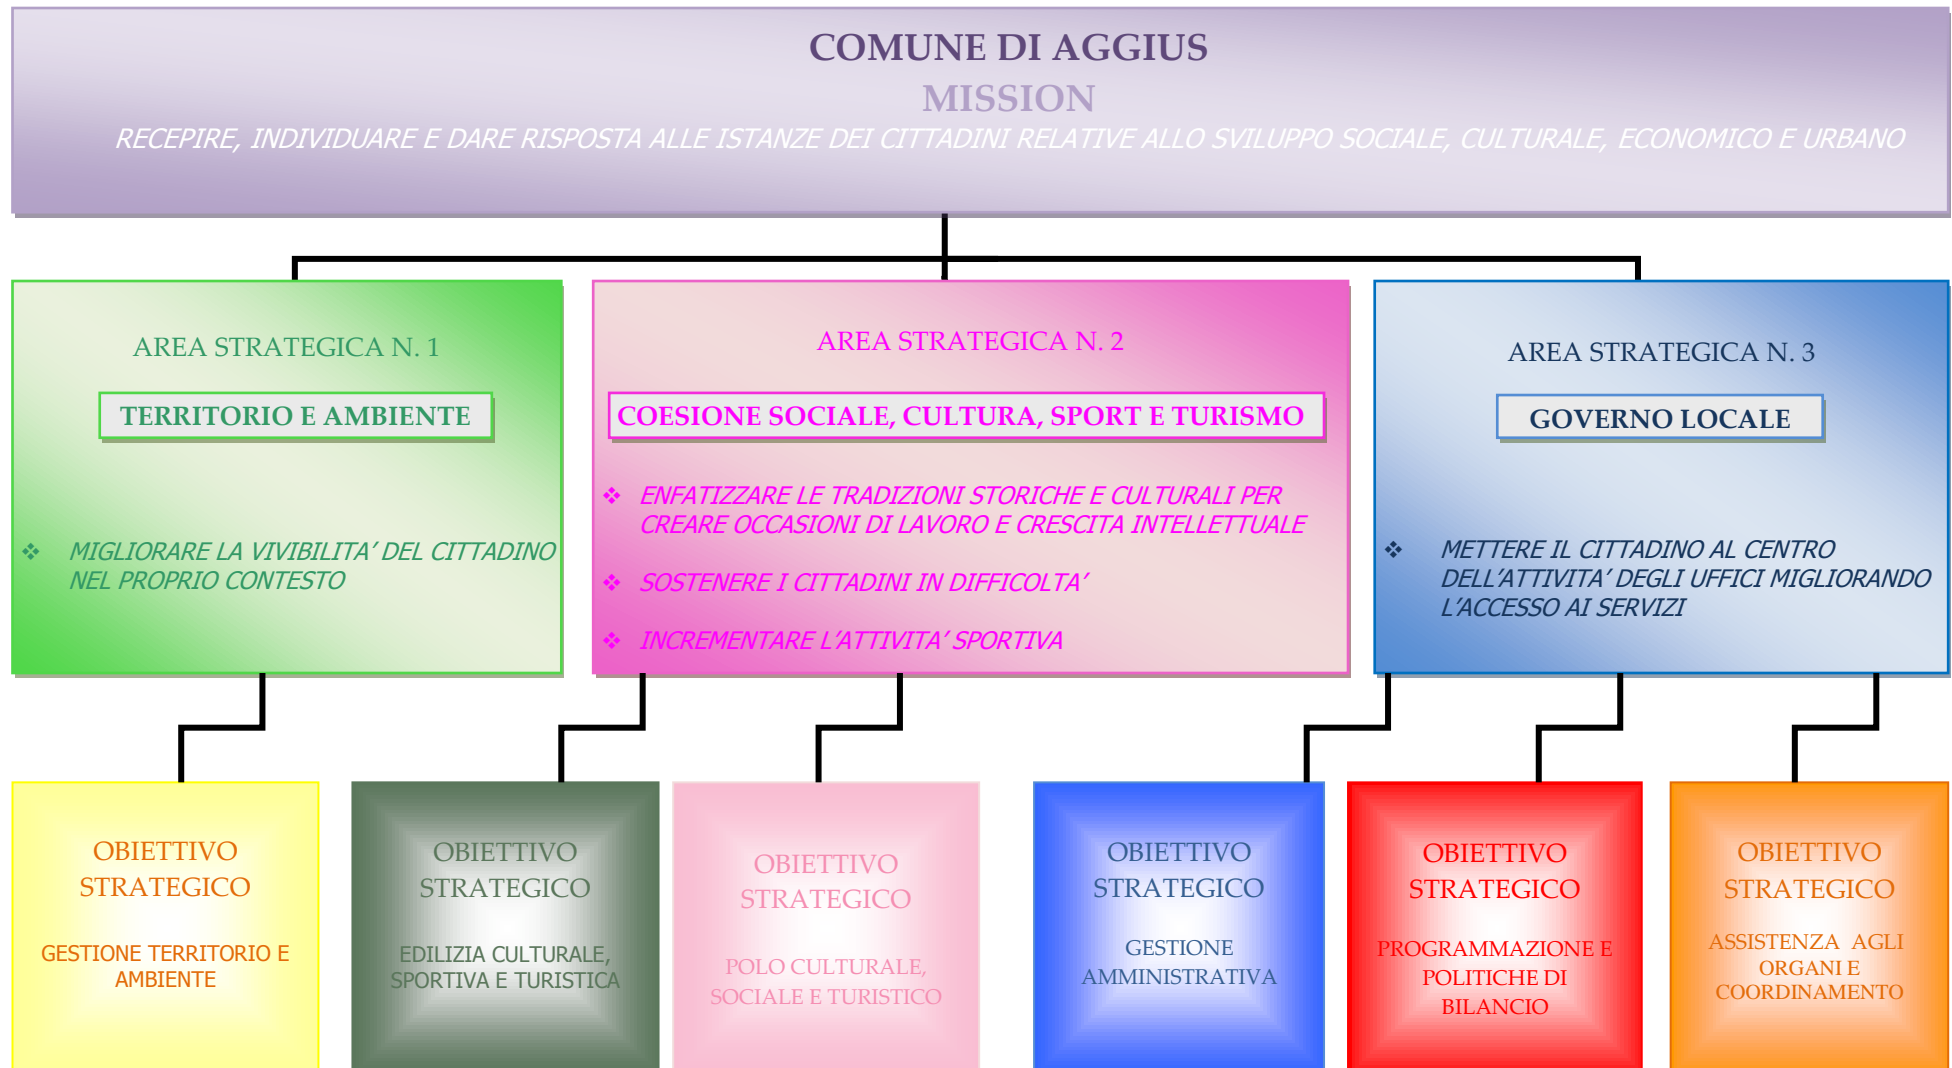 COMUNE DI AGGIUS
MISSION
RECEPIRE, INDIVIDUARE E DARE RISPOSTA ALLE ISTANZE DEI CITTADINI RELATIVE ALLO SVILUPPO SOCIALE, CULTURALE, ECONOMICO E URBANO
AREA STRATEGICA N. 1
TERRITORIO E AMBIENTE
❖ MIGLIORARE LA VIVIBILITA’ DEL CITTADINO
NEL PROPRIO CONTESTO
AREA STRATEGICA N. 2
COESIONE SOCIALE, CULTURA, SPORT E TURISMO
❖ ENFATIZZARE LE TRADIZIONI STORICHE E CULTURALI PER
CREARE OCCASIONI DI LAVORO E CRESCITA INTELLETTUALE
❖ SOSTENERE I CITTADINI IN DIFFICOLTA’
❖ INCREMENTARE L’ATTIVITA’ SPORTIVA
AREA STRATEGICA N. 3
GOVERNO LOCALE
❖ METTERE IL CITTADINO AL CENTRO
DELL’ATTIVITA’ DEGLI UFFICI MIGLIORANDO
L’ACCESSO AI SERVIZI
OBIETTIVO
STRATEGICO
GESTIONE TERRITORIO E
AMBIENTE
OBIETTIVO
STRATEGICO
EDILIZIA CULTURALE,
SPORTIVA E TURISTICA
OBIETTIVO
STRATEGICO
POLO CULTURALE,
SOCIALE E TURISTICO
OBIETTIVO
STRATEGICO
GESTIONE
AMMINISTRATIVA
OBIETTIVO
STRATEGICO
PROGRAMMAZIONE E
POLITICHE DI
BILANCIO
OBIETTIVO
STRATEGICO
ASSISTENZA AGLI
ORGANI E
COORDINAMENTO